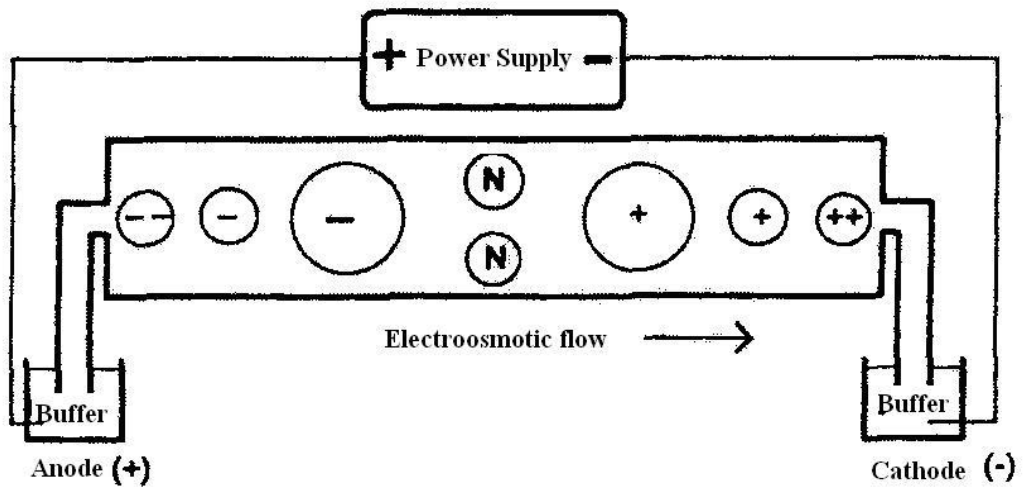 + Power Supply -
-- - - N + + ++
N
Electroosmotic flow
Buffer
Buffer
Anode (+)
Cathode (-)